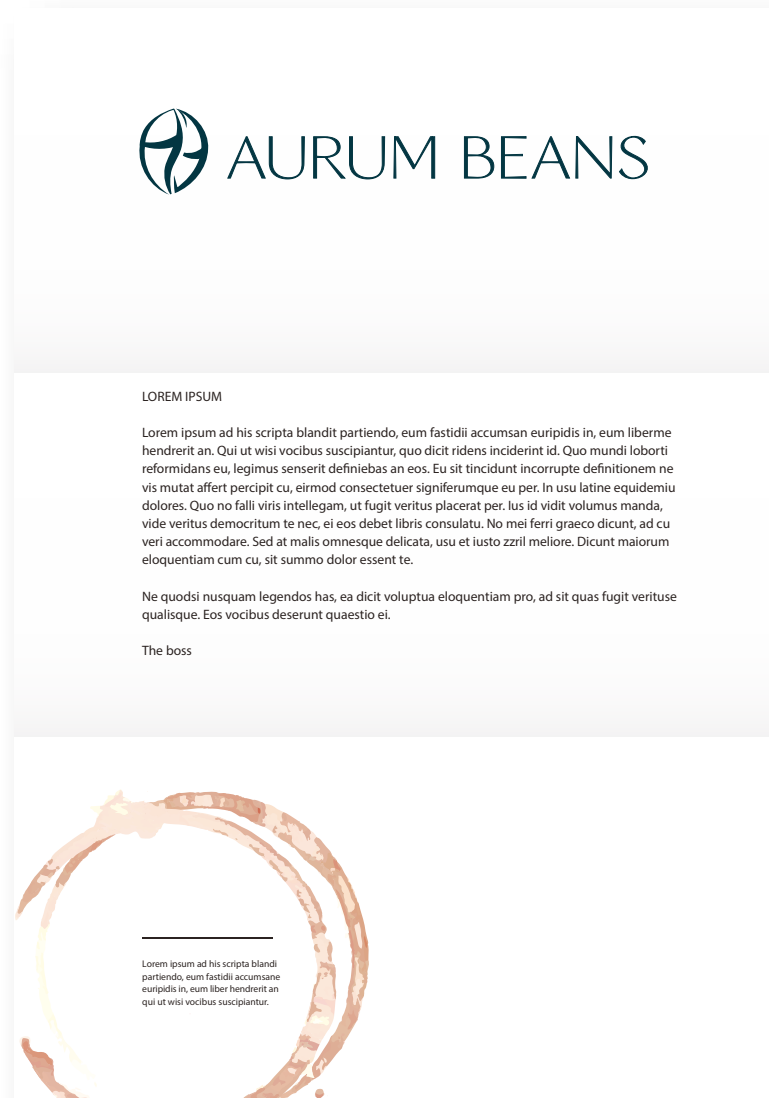 AURUM BEANS
LOREM IPSUM
Lorem ipsum ad his scripta blandit partiendo, eum fastidii accumsan euripidis in, eum liberme
hendrerit an. Qui ut wisi vocibus suscipiantur, quo dicit ridens inciderint id. Quo mundi loborti
reformidans eu, legimus senserit definiebas an eos. Eu sit tincidunt incorrupte definitionem ne
vis mutat affert percipit cu, eirmod consectetuer signiferumque eu per. In usu latine equidemiu
dolores. Quo no falli viris intellegam, ut fugit veritus placerat per. Ius id vidit volumus manda,
vide veritus democritum te nec, ei eos debet libris consulatu. No mei ferri graeco dicunt, ad cu
veri accommodare. Sed at malis omnesque delicata, usu et iusto zzril meliore. Dicunt maiorum
eloquentiam cum cu, sit summo dolor essent te.
Ne quodsi nusquam legendos has, ea dicit voluptua eloquentiam pro, ad sit quas fugit verituse
qualisque. Eos vocibus deserunt quaestio ei.
The boss
Lorem ipsum ad his scripta blandi
partiendo, eum fastidii accumsane
euripidis in, eum liber hendrerit an
qui ut wisi vocibus suscipiantur.